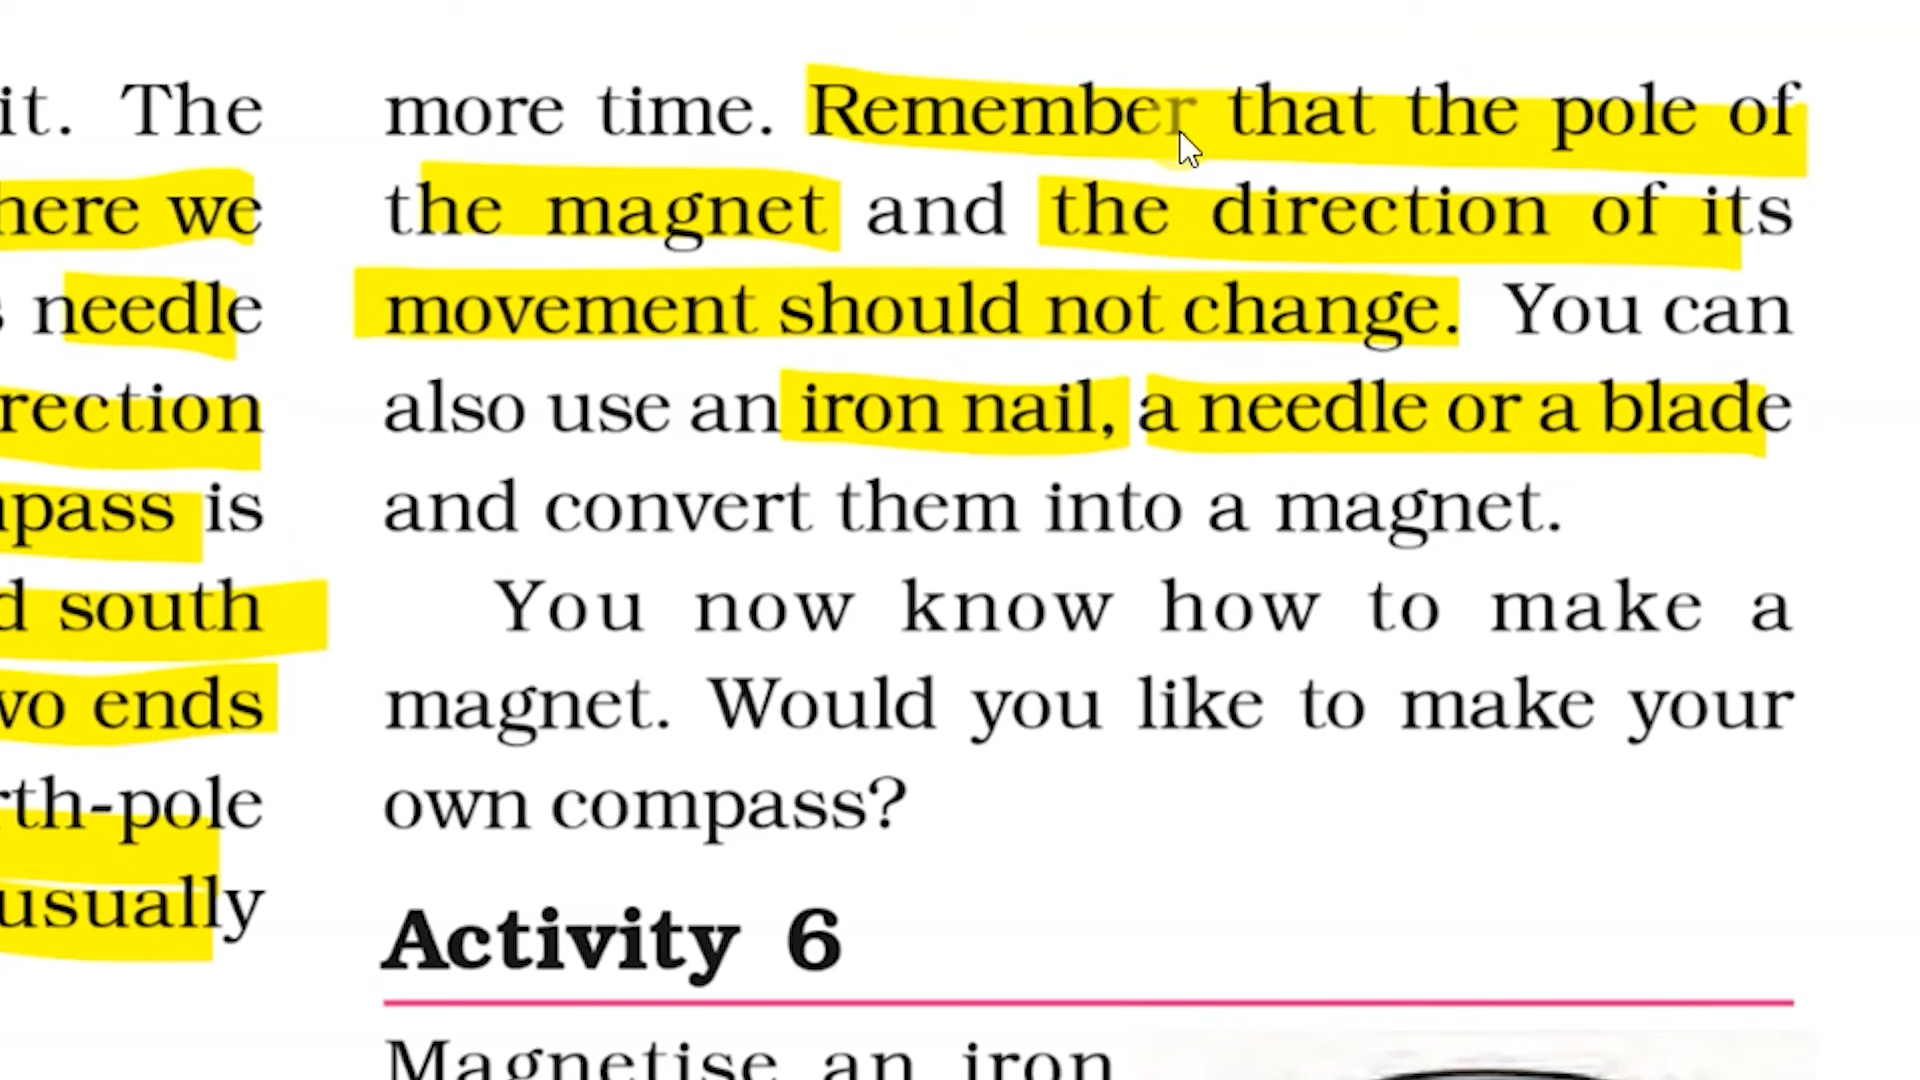 it. The
here we
needle
rection
mpass is
d south
wo ends
rth-pole
usually
more time. Remember that the pole of
the magnet and the direction of its
movement should not change. You can
also use an iron nail, a needle or a blade
and convert them into a magnet.
You now know how to make a
magnet. Would you like to make your
own compass?
Activity 6
Magnetise an iron